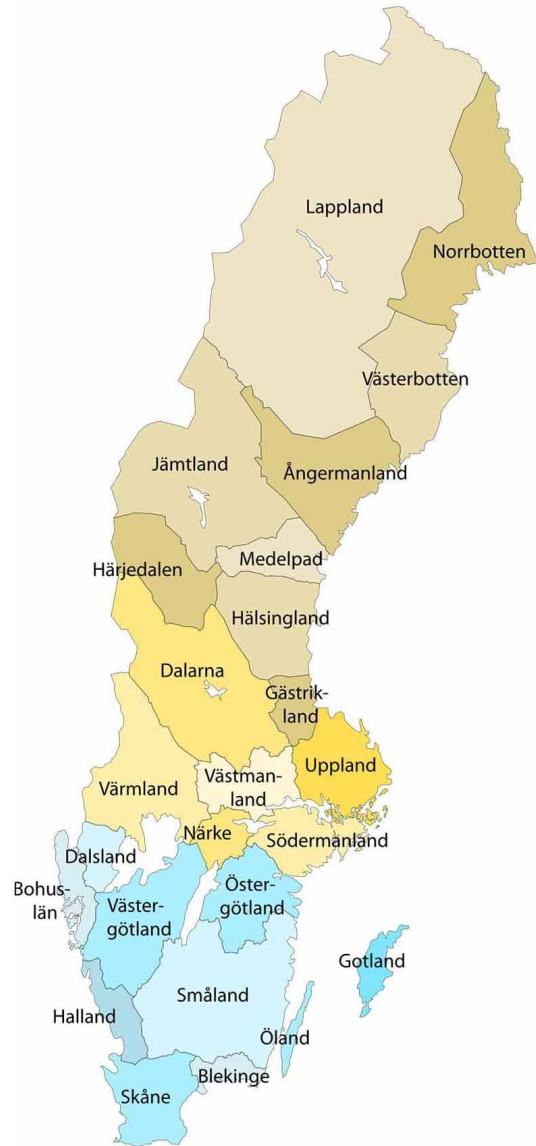 Lappland
Norrbotten
Västerbotten
Jämtland
Ångermanland
Medelpad
Härjedalen
Hälsingland
Dalarna
Gästrik-
land
Uppland
Värmland
Västman-
land
Närke
Södermanland
Dalsland
Bohus-
län
Väster-
götland
Öster-
götland
Gotland
Småland
Halland
Öland
Blekinge
Skåne